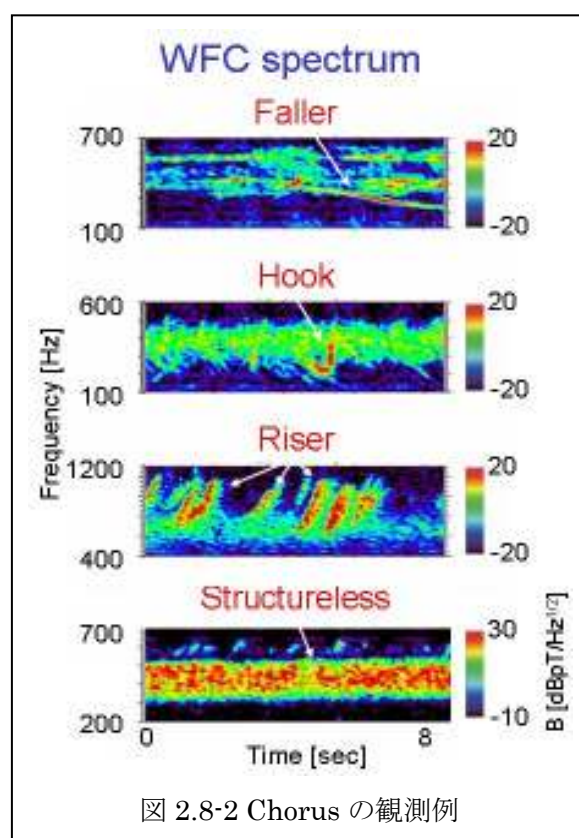 WFC spectrum
Faller
700
100
20
-20
Hook
600
100
20
-20
Frequency [Hz]
Riser
1200
400
20
-20
Structureless
700
200
30
-10
B [dBpT/Hz^1/2]
0
8
Time [sec]
図 2.8-2 Chorus の観測例